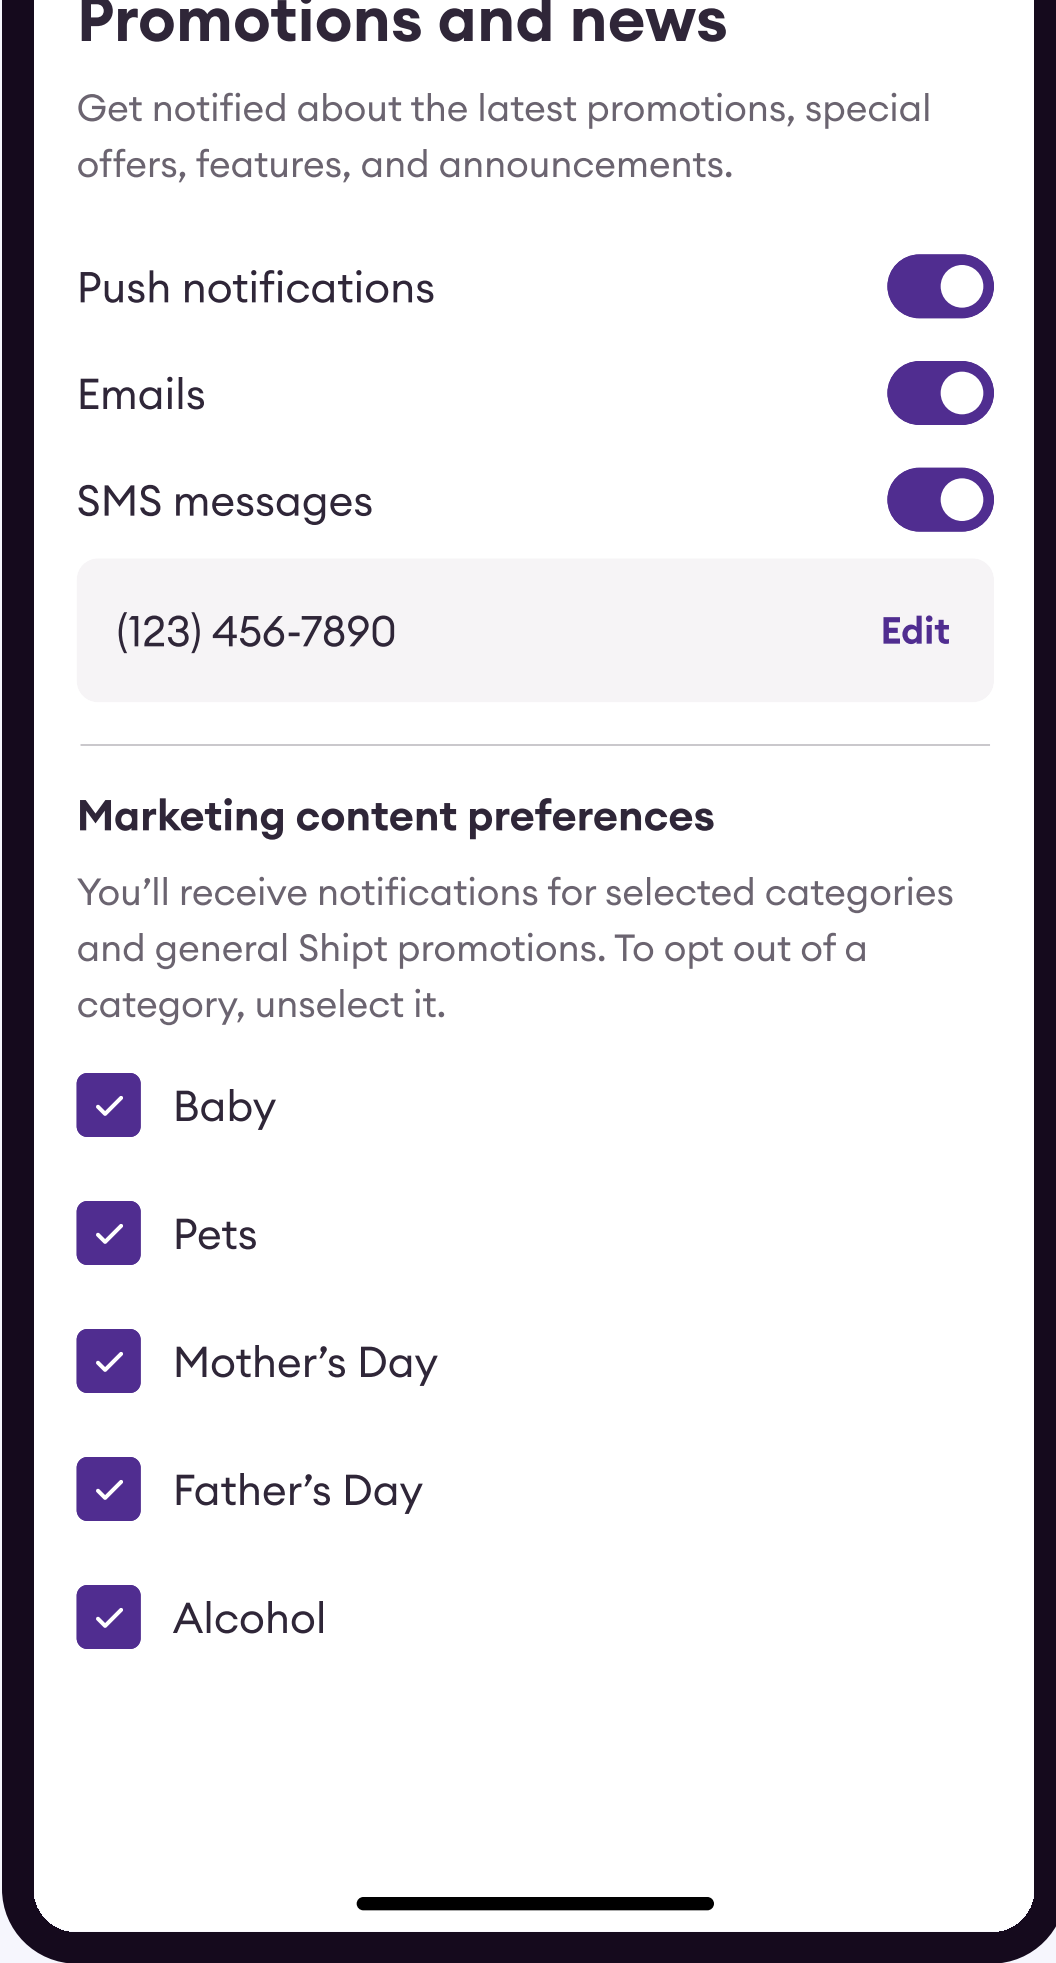 Promotions and news
Get notified about the latest promotions, special
offers, features, and announcements.
Push notifications
Emails
SMS messages
(123) 456-7890
Edit
Marketing content preferences
You’ll receive notifications for selected categories
and general Shipt promotions. To opt out of a
category, unselect it.
Baby
Pets
Mother’s Day
Father’s Day
Alcohol